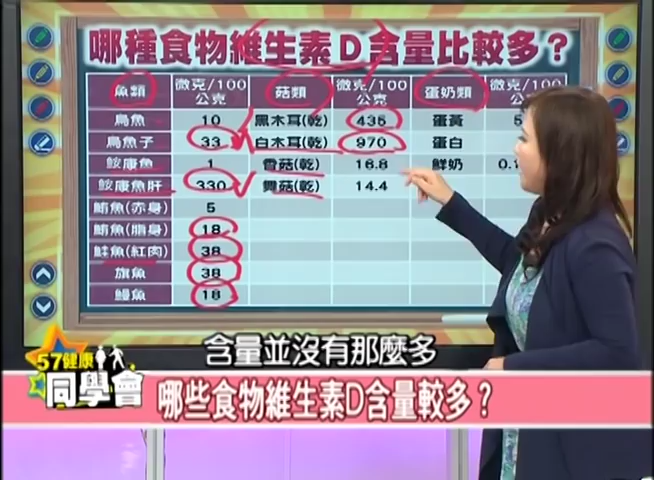 哪種食物維生素D含量比較多？
魚類 微克/100公克 菇類 微克/100公克 蛋奶類 微克/100公克
烏魚 10 黑木耳(乾) 435 蛋黃
烏魚子 33 白木耳(乾) 970 蛋白
鮟康魚 1 香菇(乾) 16.8 鮮奶
鮟康魚肝 330 舞菇(乾) 14.4
鮪魚(赤身) 5
鮪魚(脂身) 18
鮭魚(紅肉) 38
旗魚 38
鰻魚 18
含量並沒有那麼多
57健康
同學會
哪些食物維生素D含量較多？